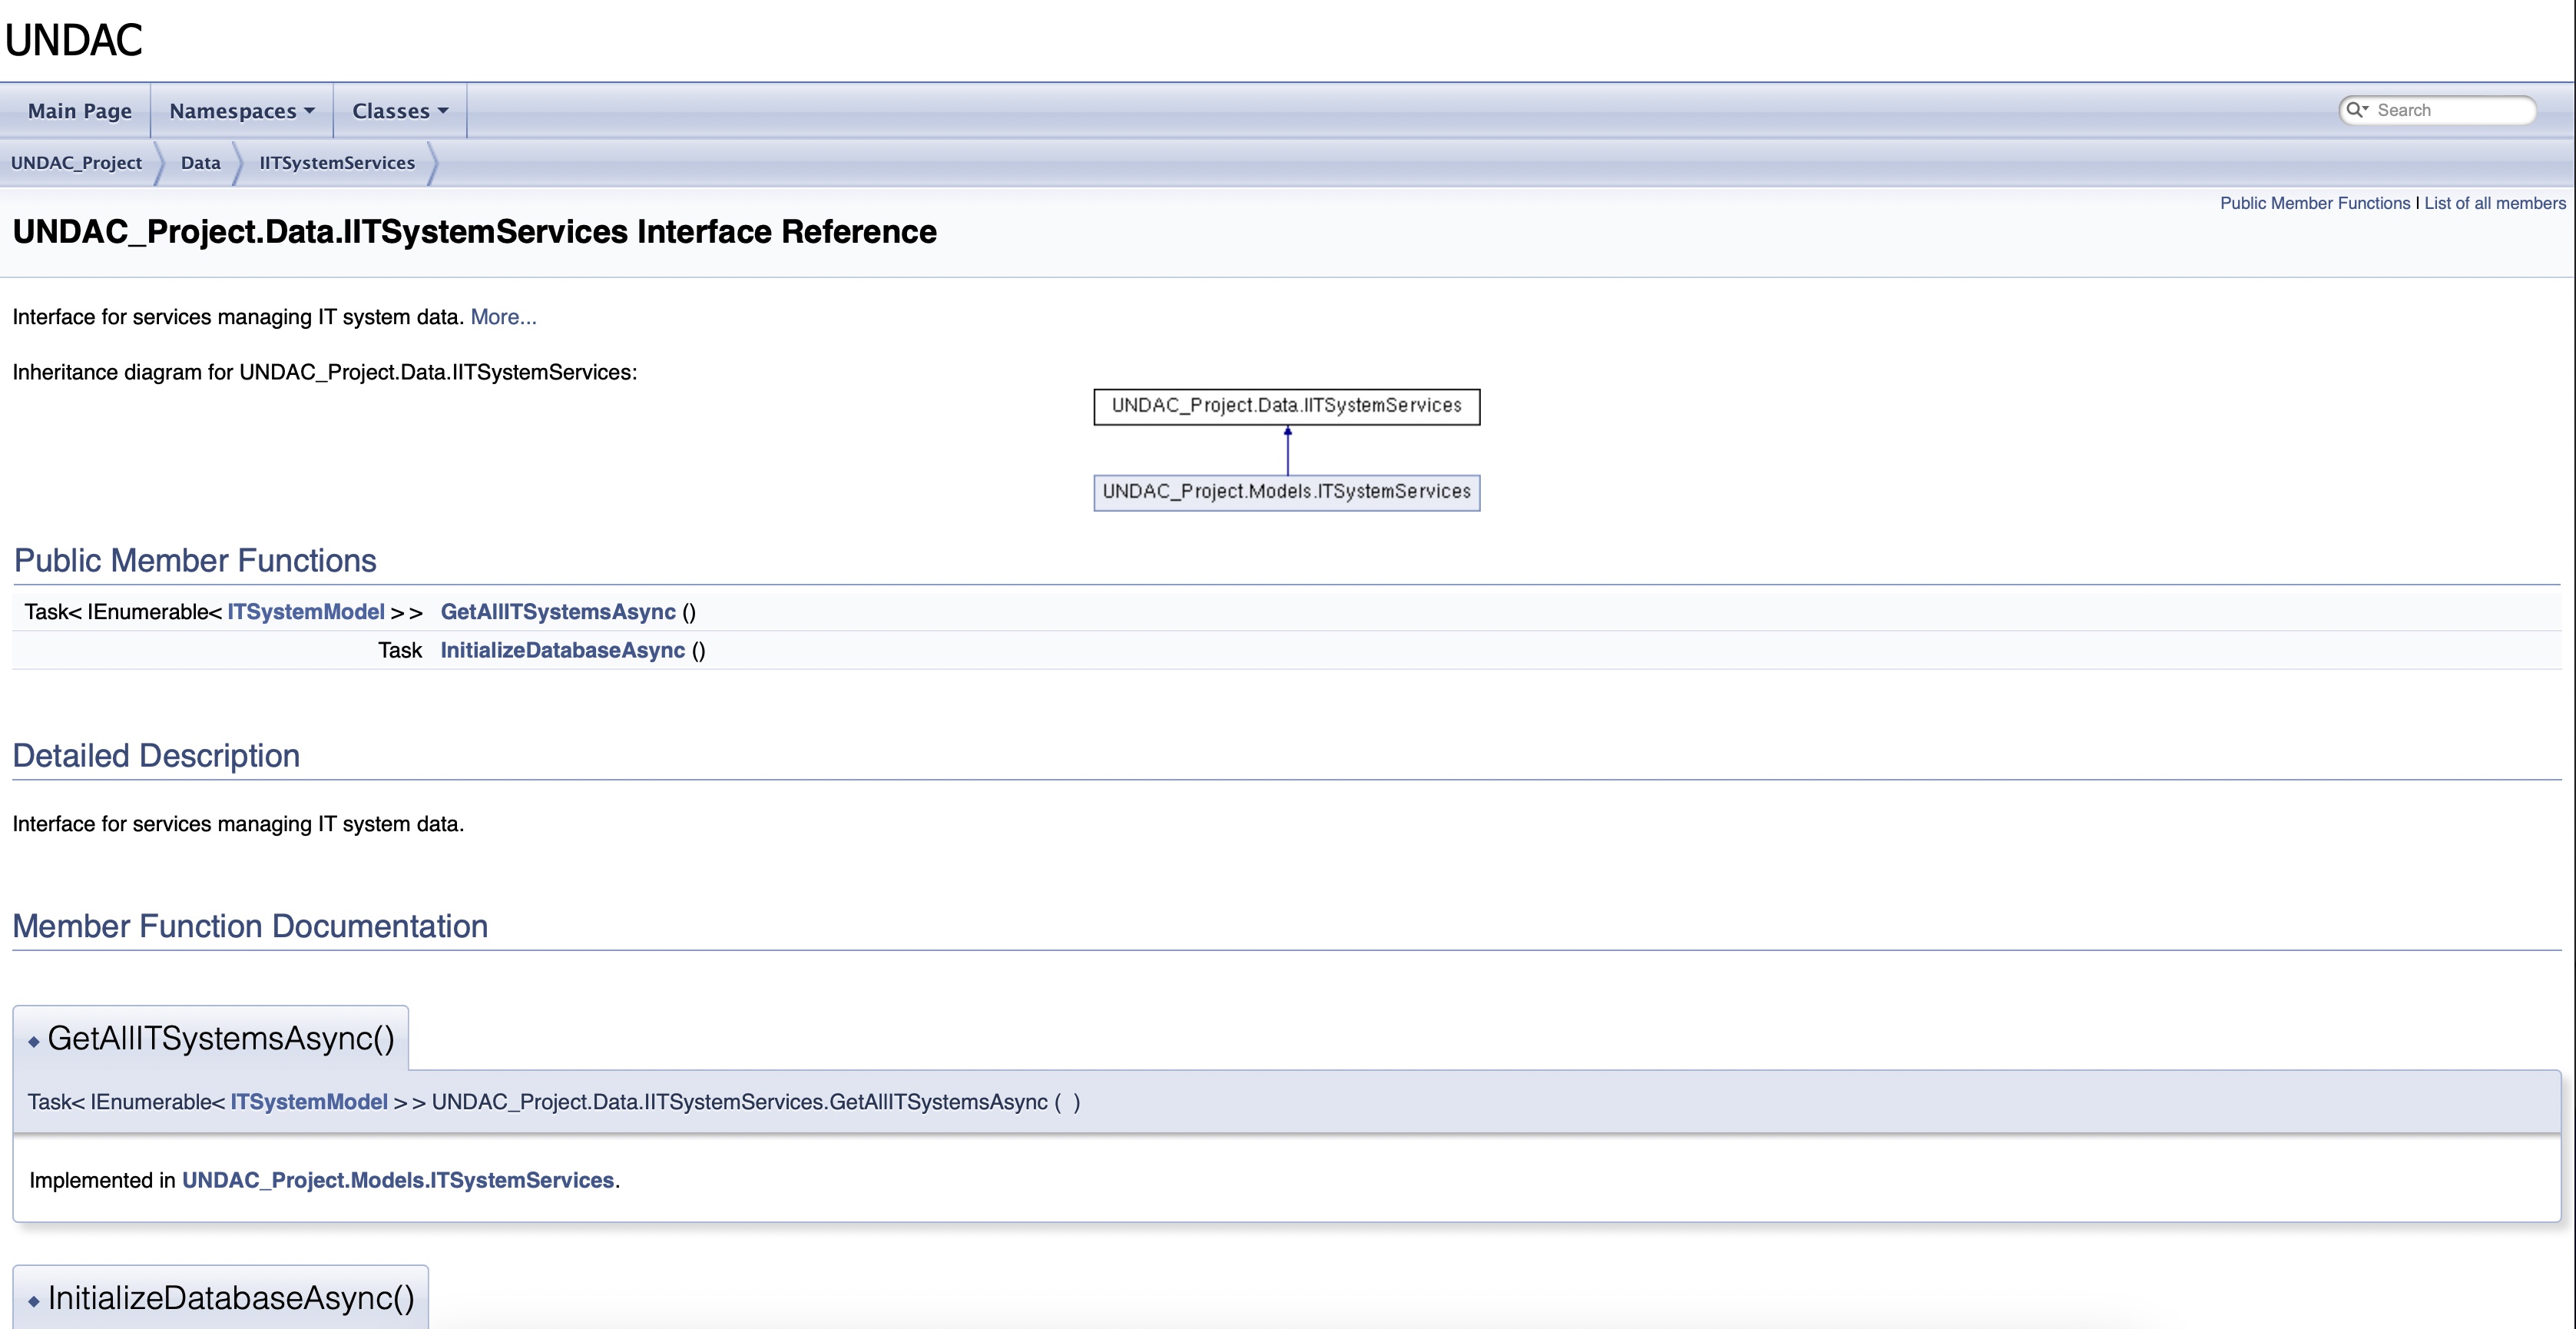 UNDAC
Main Page Namespaces Classes Search
UNDAC_Project Data IITSystemServices
Public Member Functions | List of all members
UNDAC_Project.Data.IITSystemServices Interface Reference
Interface for services managing IT system data. More...
Inheritance diagram for UNDAC_Project.Data.IITSystemServices:
UNDAC_Project.Data.IITSystemServices
UNDAC_Project.Models.ITSystemServices
Public Member Functions
Task< IEnumerable< ITSystemModel > > GetAllITSystemsAsync ()
Task InitializeDatabaseAsync ()
Detailed Description
Interface for services managing IT system data.
Member Function Documentation
◆ GetAllITSystemsAsync()
Task< IEnumerable< ITSystemModel > > UNDAC_Project.Data.IITSystemServices.GetAllITSystemsAsync ( )
Implemented in UNDAC_Project.Models.ITSystemServices.
◆ InitializeDatabaseAsync()